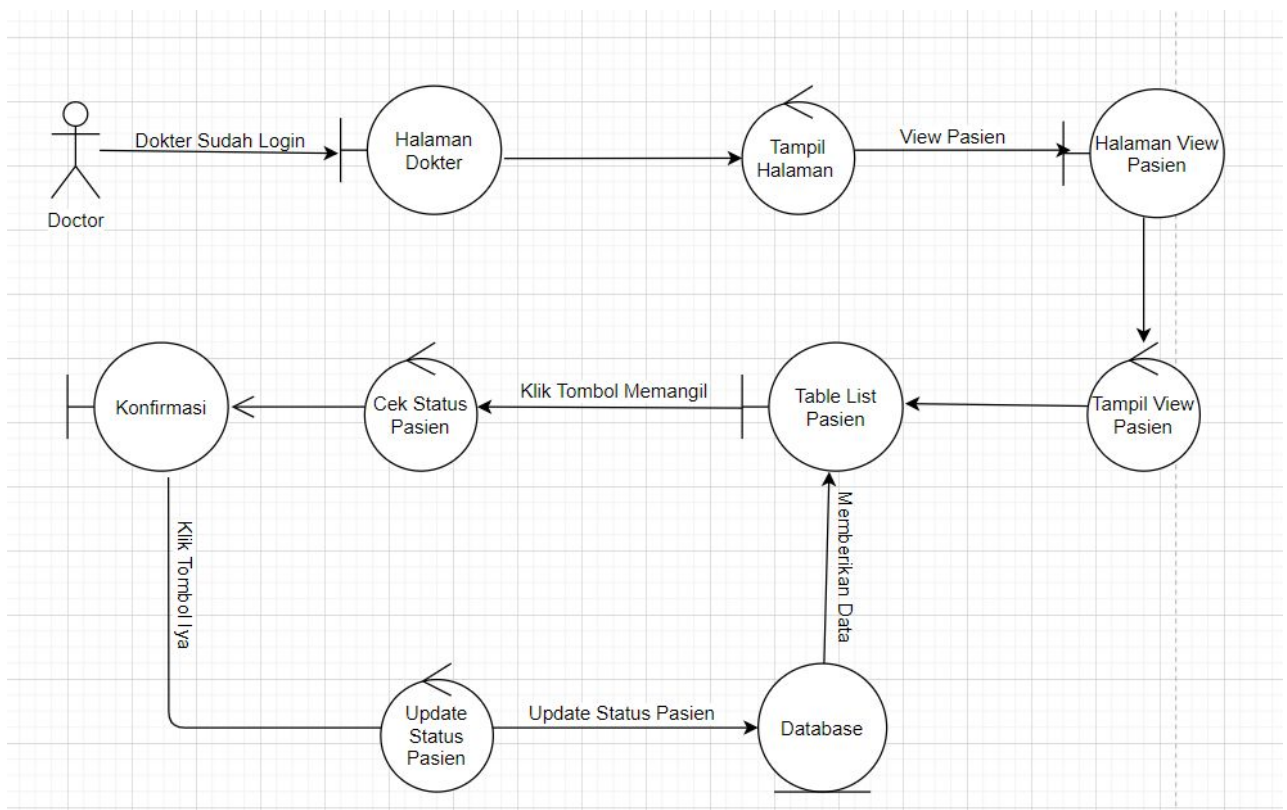 Dokter Sudah Login
Halaman
Dokter
Tampil
Halaman
View Pasien
Halaman View
Pasien
Doctor
Konfirmasi
Cek Status
Pasien
Klik Tombol Memangil
Table List
Pasien
Tampil View
Pasien
Klik Tombol Iya
Memberikan Data
Update
Status
Pasien
Update Status Pasien
Database